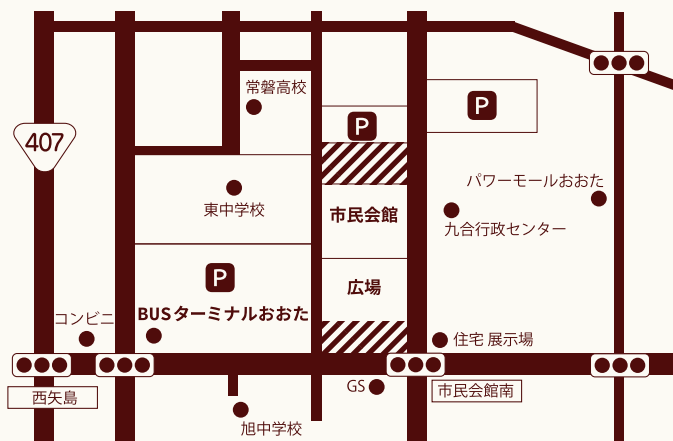 常磐高校
P
P
407
パワーモールおおた
東中学校
市民会館
九合行政センター
P
広場
BUSターミナルおおた
コンビニ
住宅 展示場
GS
市民会館南
西矢島
旭中学校